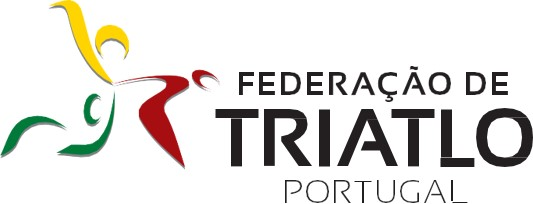 FEDERAÇÃO DE
TRIATLO
PORTUGAL